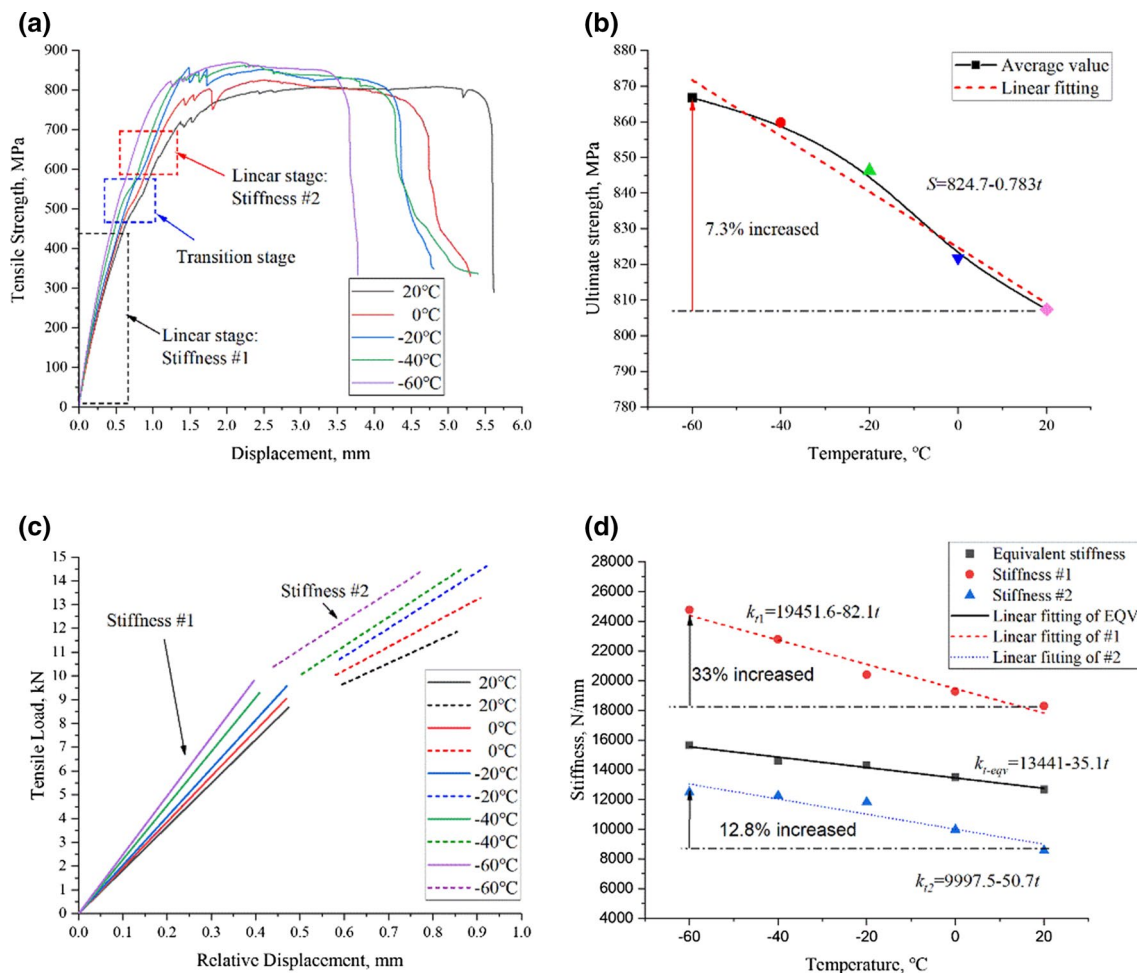 (a)
Tensile Strength, MPa
900
800
700
600
500
400
300
200
100
0
Linear stage:
Stiffness #2
Transition stage
Linear stage:
Stiffness #1
20°C
0°C
-20°C
-40°C
-60°C
0.0 0.5 1.0 1.5 2.0 2.5 3.0 3.5 4.0 4.5 5.0 5.5 6.0
Displacement, mm
(b)
Ultimate strength, MPa
880
870
860
850
840
830
820
810
800
790
780
Average value
Linear fitting
S=824.7-0.783t
7.3% increased
-60 -40 -20 0 20
Temperature, °C
(c)
Tensile Load, kN
15
14
13
12
11
10
9
8
7
6
5
4
3
2
1
0
Stiffness #2
Stiffness #1
20°C
20°C
0°C
0°C
-20°C
-20°C
-40°C
-40°C
-60°C
-60°C
0.0 0.1 0.2 0.3 0.4 0.5 0.6 0.7 0.8 0.9 1.0
Relative Displacement, mm
(d)
Stiffness, N/mm
28000
26000
24000
22000
20000
18000
16000
14000
12000
10000
8000
6000
4000
Equivalent stiffness
Stiffness #1
Stiffness #2
Linear fitting of EQV
Linear fitting of #1
Linear fitting of #2
kt1=19451.6-82.1t
33% increased
kt-eqv=13441-35.1t
12.8% increased
kt2=9997.5-50.7t
-60 -40 -20 0 20
Temperature, °C